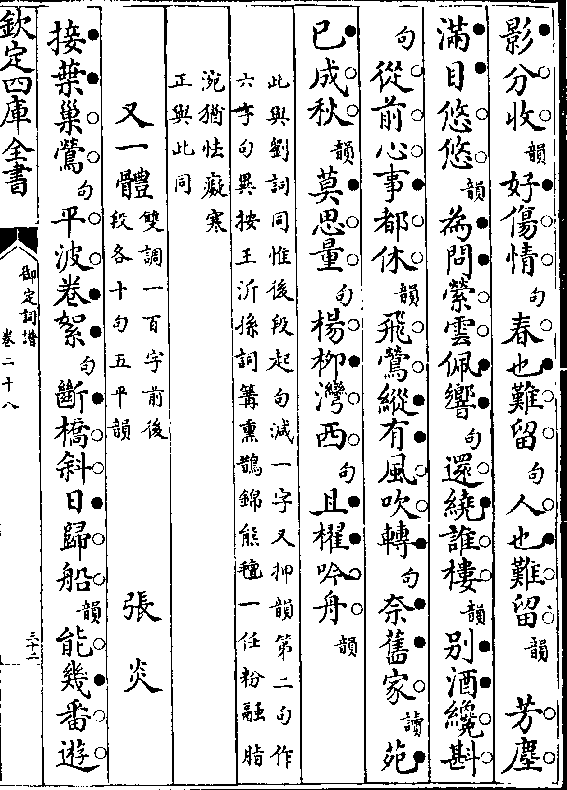 影分收韻好傷情句春也難留句人也難留韻　芳塵
滿目悠悠韻為問縈雲佩響句還繞誰樓韻别酒纔斟
句從前心事都休韻飛鶯縱有風吹轉句奈舊家讀苑
已成秋韻莫思量句楊柳灣西句且櫂吟舟韻
此與劉詞同惟後段起句減一字又押韻第二句作
六字句異按王沂孫詞篝熏鵲錦熊氊一任粉融脂
涴猶怯癡寒
正與此同
又一體雙調一百字前後
段各十句五平韻　張炎
接葉巢鶯句平波卷絮句斷橋斜日歸船韻能幾番遊
欽定四庫全書
御定詞譜
卷二十八
三十二